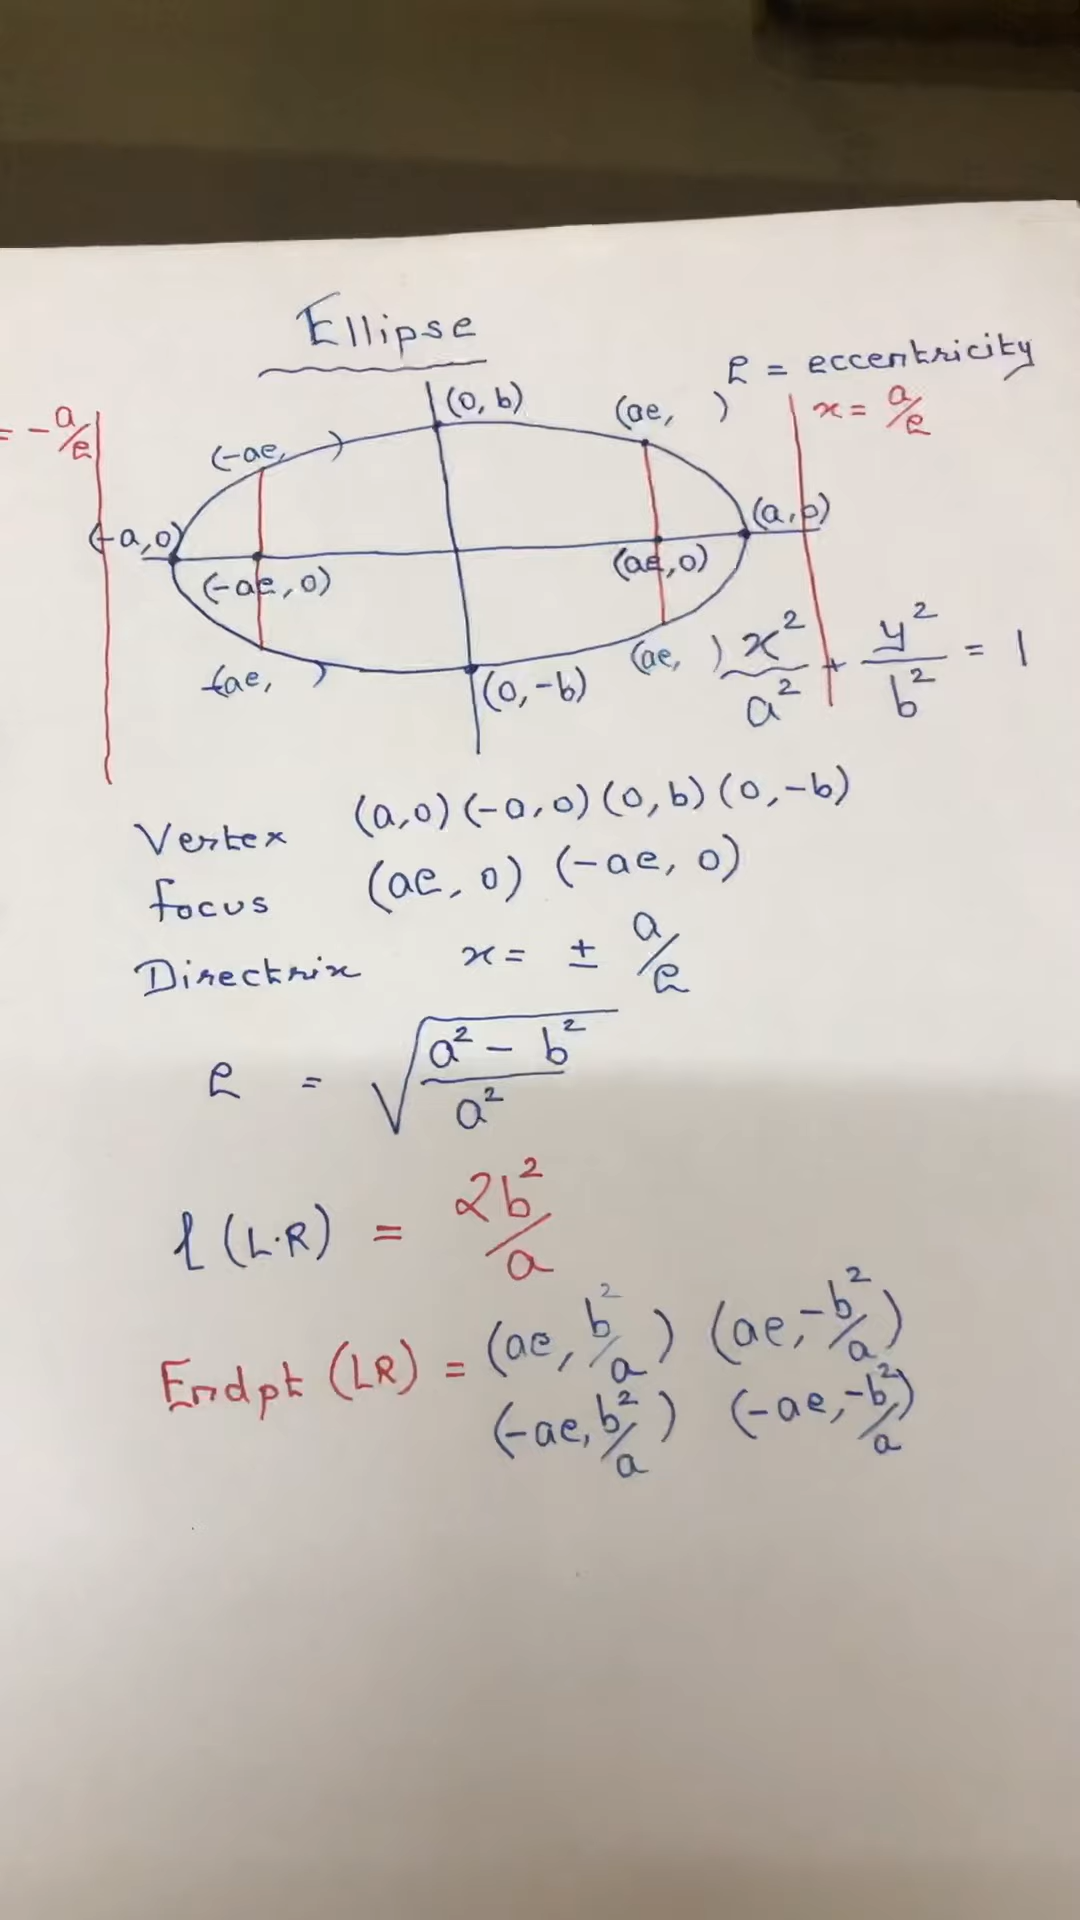 Ellipse
e = eccentricity
= -a/e
x = a/e
(0, b)
(ae, )
(-ae, )
(-a,0)
(a,0)
(-ae,0)
(ae,0)
(ae, )
(-ae, )
(0,-b)
x²/a² + y²/b² = 1
Vertex (a,0) (-a,0) (0,b) (0,-b)
focus (ae, 0) (-ae, 0)
Directrix x = ± a/e
e = √(a² - b²/a²)
l (L.R) = 2b²/a
Endpt (LR) = (ae, b²/a) (ae, -b²/a)
(-ae, b²/a) (-ae, -b²/a)